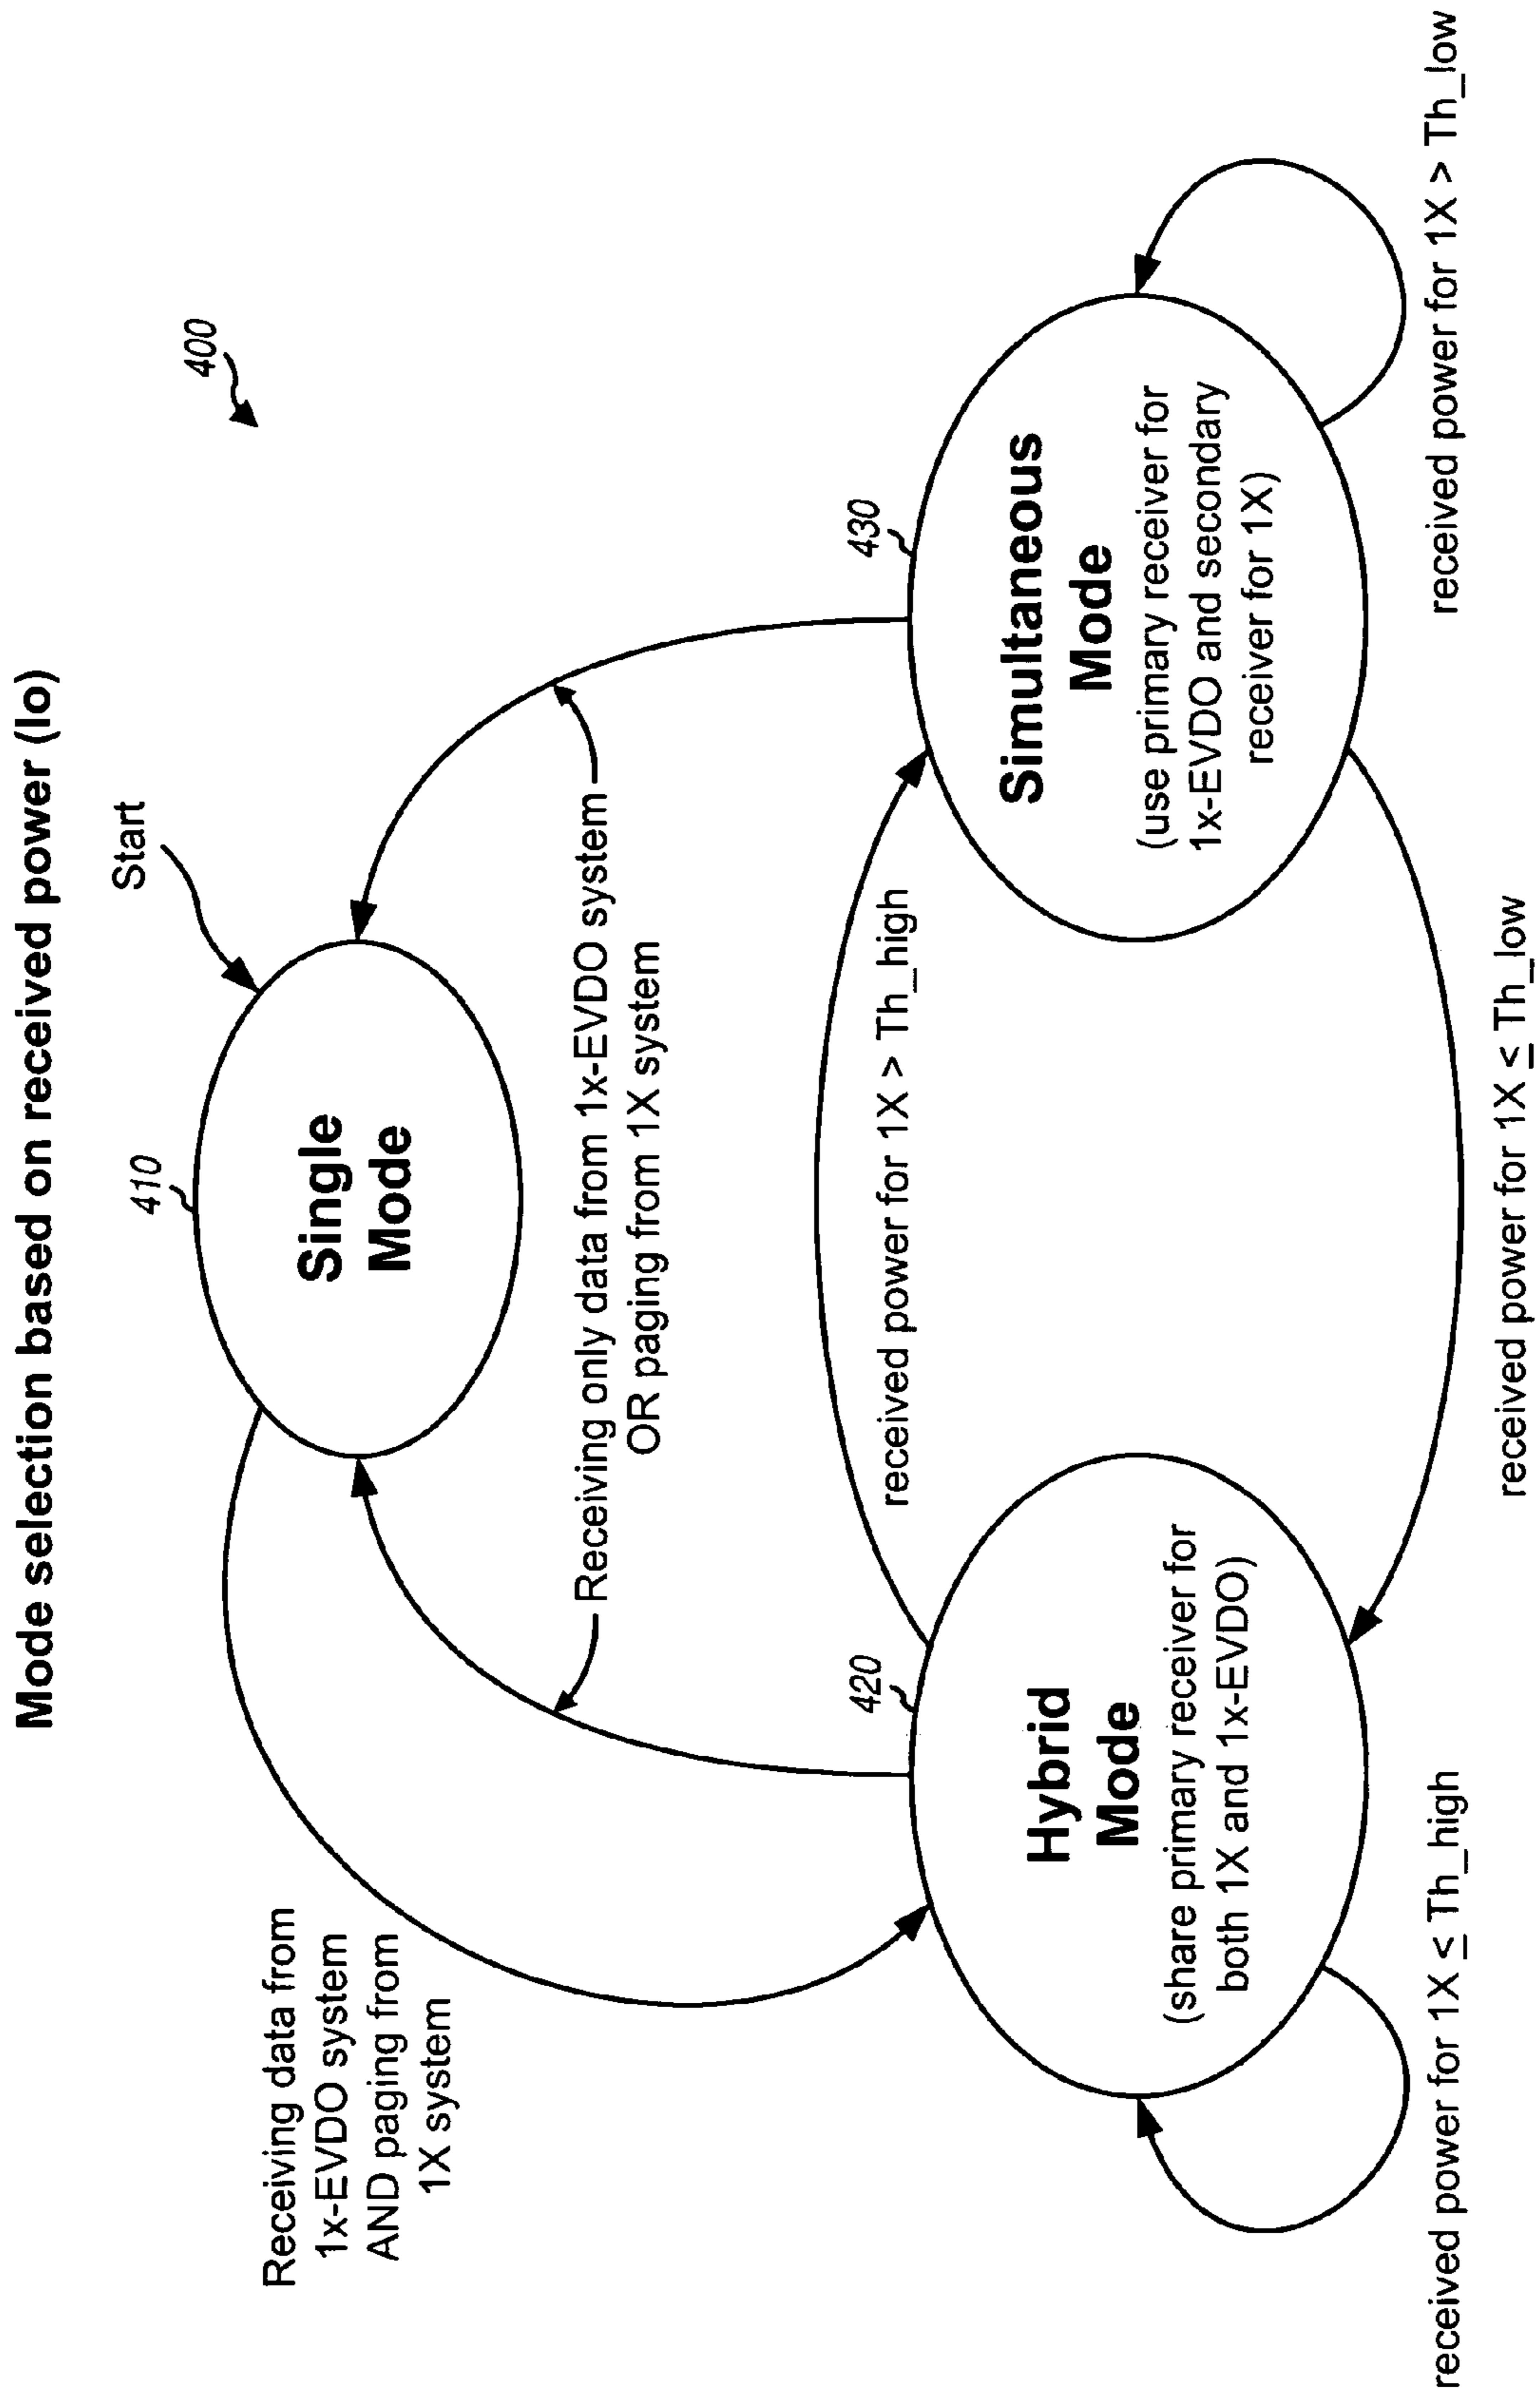 Mode selection based on received power (Io)
400
Start
410
Single
Mode
Receiving data from
1x-EVDO system
AND paging from
1X system
Receiving only data from 1x-EVDO system
OR paging from 1X system
420
Hybrid
Mode
(share primary receiver for
both 1X and 1x-EVDO)
received power for 1X > Th_high
430
Simultaneous
Mode
(use primary receiver for
1x-EVDO and secondary
receiver for 1X)
received power for 1X ≤ Th_high
received power for 1X ≤ Th_low
received power for 1X > Th_low